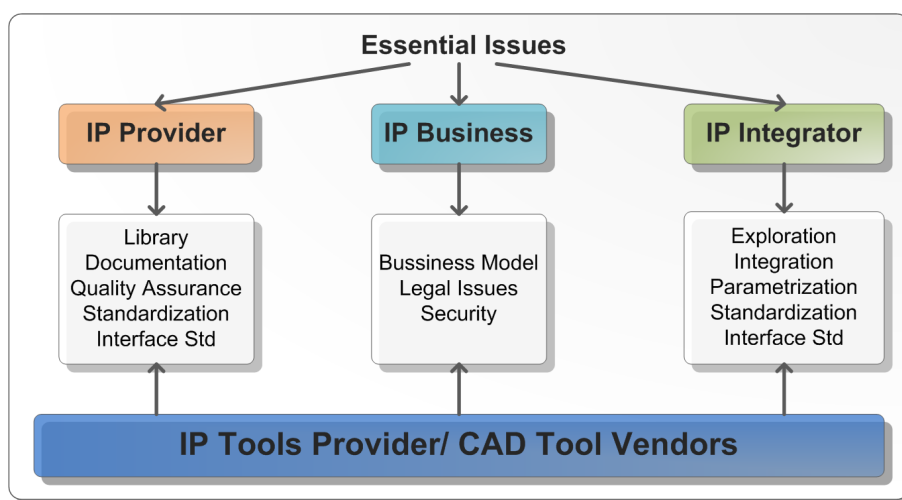 Essential Issues
IP Provider
IP Business
IP Integrator
Library
Documentation
Quality Assurance
Standardization
Interface Std
Bussiness Model
Legal Issues
Security
Exploration
Integration
Parametrization
Standardization
Interface Std
IP Tools Provider/ CAD Tool Vendors